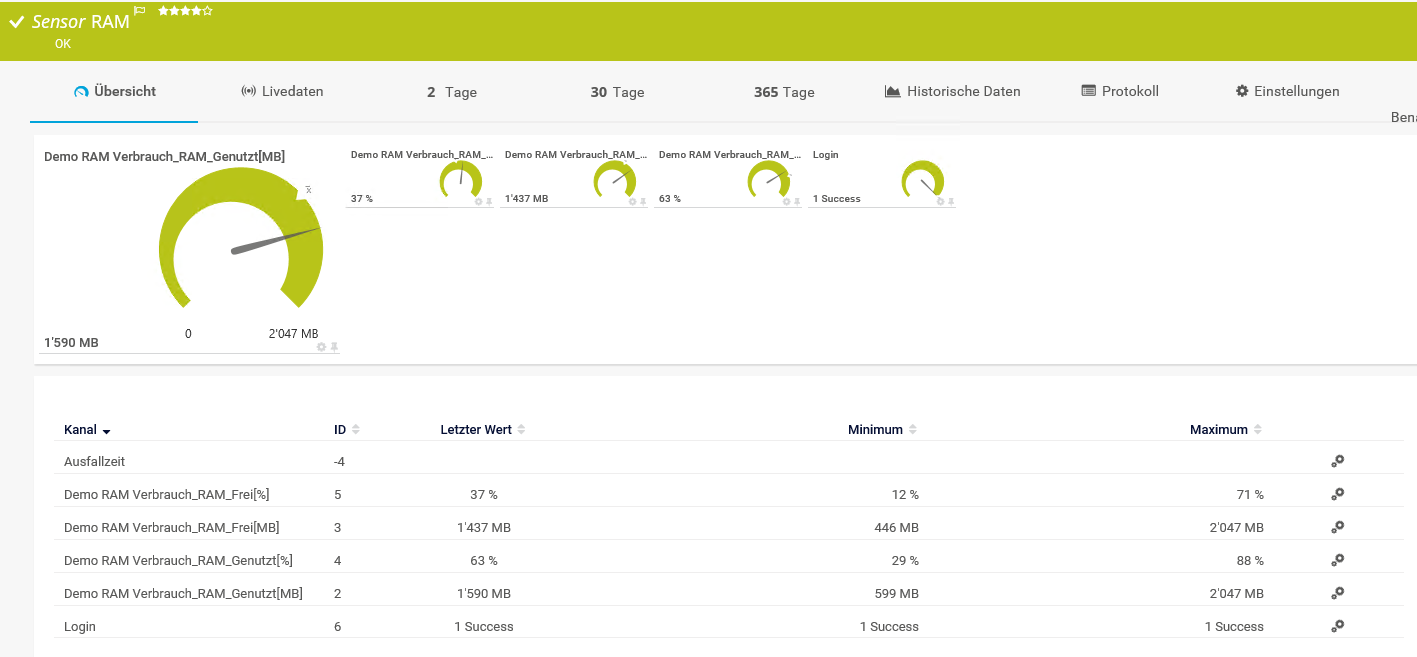 Sensor RAM
OK
Übersicht Livedaten 2 Tage 30 Tage 365 Tage Historische Daten Protokoll Einstellungen
Demo RAM Verbrauch_RAM_Genutzt[MB] Demo RAM Verbrauch_RAM_... Demo RAM Verbrauch_RAM_... Demo RAM Verbrauch_RAM_... Login
37 % 1'437 MB 63 % 1 Success
0 2'047 MB
1'590 MB
Kanal ID Letzter Wert Minimum Maximum
Ausfallzeit -4
Demo RAM Verbrauch_RAM_Frei[%] 5 37 % 12 % 71 %
Demo RAM Verbrauch_RAM_Frei[MB] 3 1'437 MB 446 MB 2'047 MB
Demo RAM Verbrauch_RAM_Genutzt[%] 4 63 % 29 % 88 %
Demo RAM Verbrauch_RAM_Genutzt[MB] 2 1'590 MB 599 MB 2'047 MB
Login 6 1 Success 1 Success 1 Success